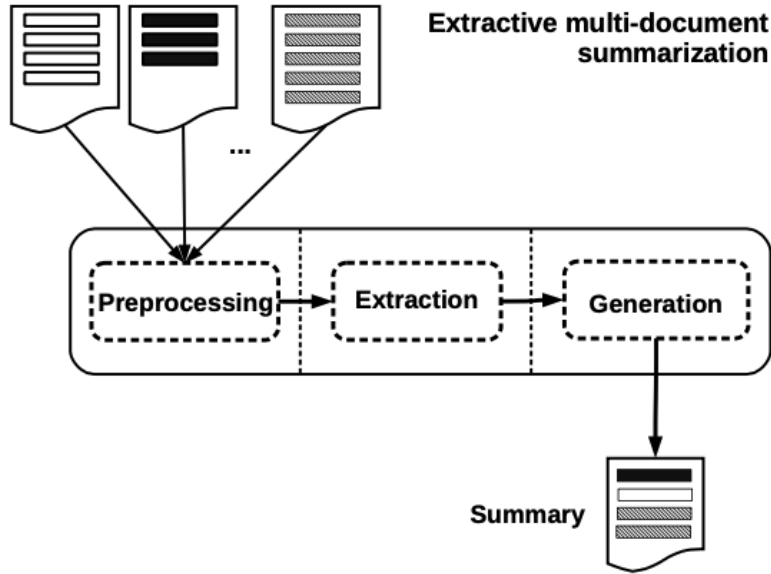 Extractive multi-document
summarization
...
Preprocessing
Extraction
Generation
Summary